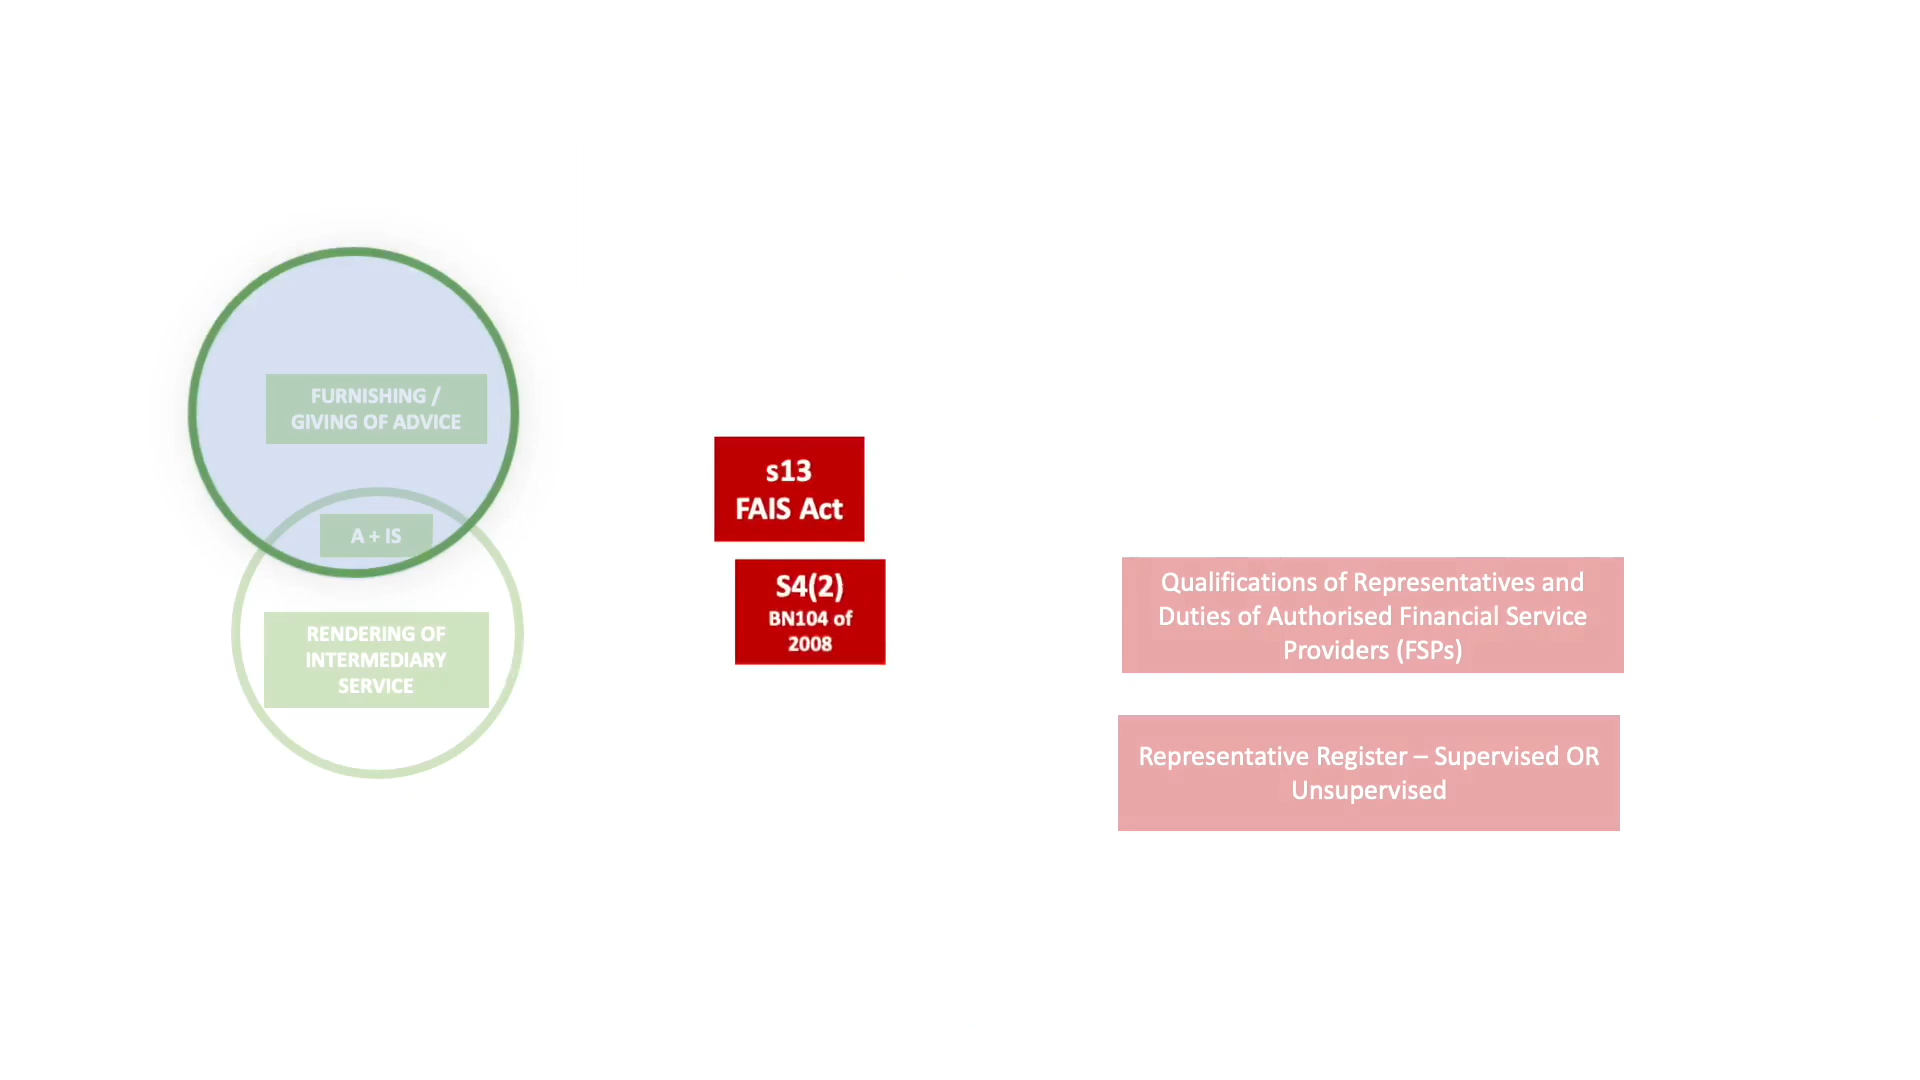 FURNISHING /
GIVING OF ADVICE
A + IS
RENDERING OF
INTERMEDIARY
SERVICE
s13
FAIS Act
S4(2)
BN104 of
2008
Qualifications of Representatives and
Duties of Authorised Financial Service
Providers (FSPs)
Representative Register – Supervised OR
Unsupervised